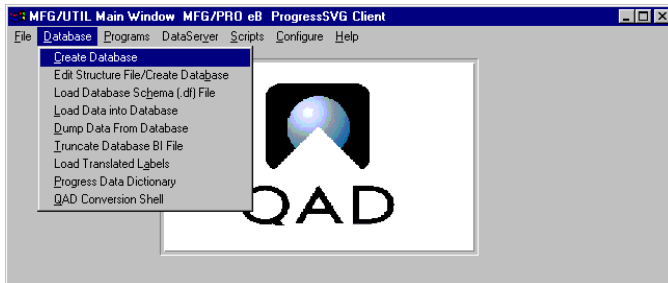 MFG/UTIL Main Window MFG/PRO eB ProgressSVG Client
File Database Programs DataServer Scripts Configure Help
Create Database
Edit Structure File/Create Database
Load Database Schema (.df) File
Load Data into Database
Dump Data From Database
Truncate Database BI File
Load Translated Labels
Progress Data Dictionary
QAD Conversion Shell
QAD